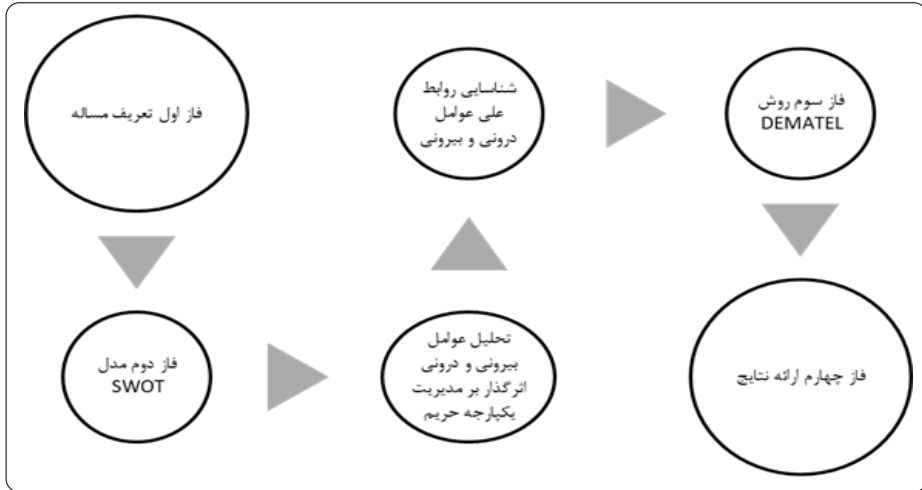 فاز اول تعریف مساله
فاز دوم مدل
SWOT
تحلیل عوامل
بیرونی و درونی
اثرگذار بر مدیریت
یکپارچه حریم
شناسایی روابط
علی عوامل
درونی و بیرونی
فاز سوم روش
DEMATEL
فاز چهارم ارائه نتایج